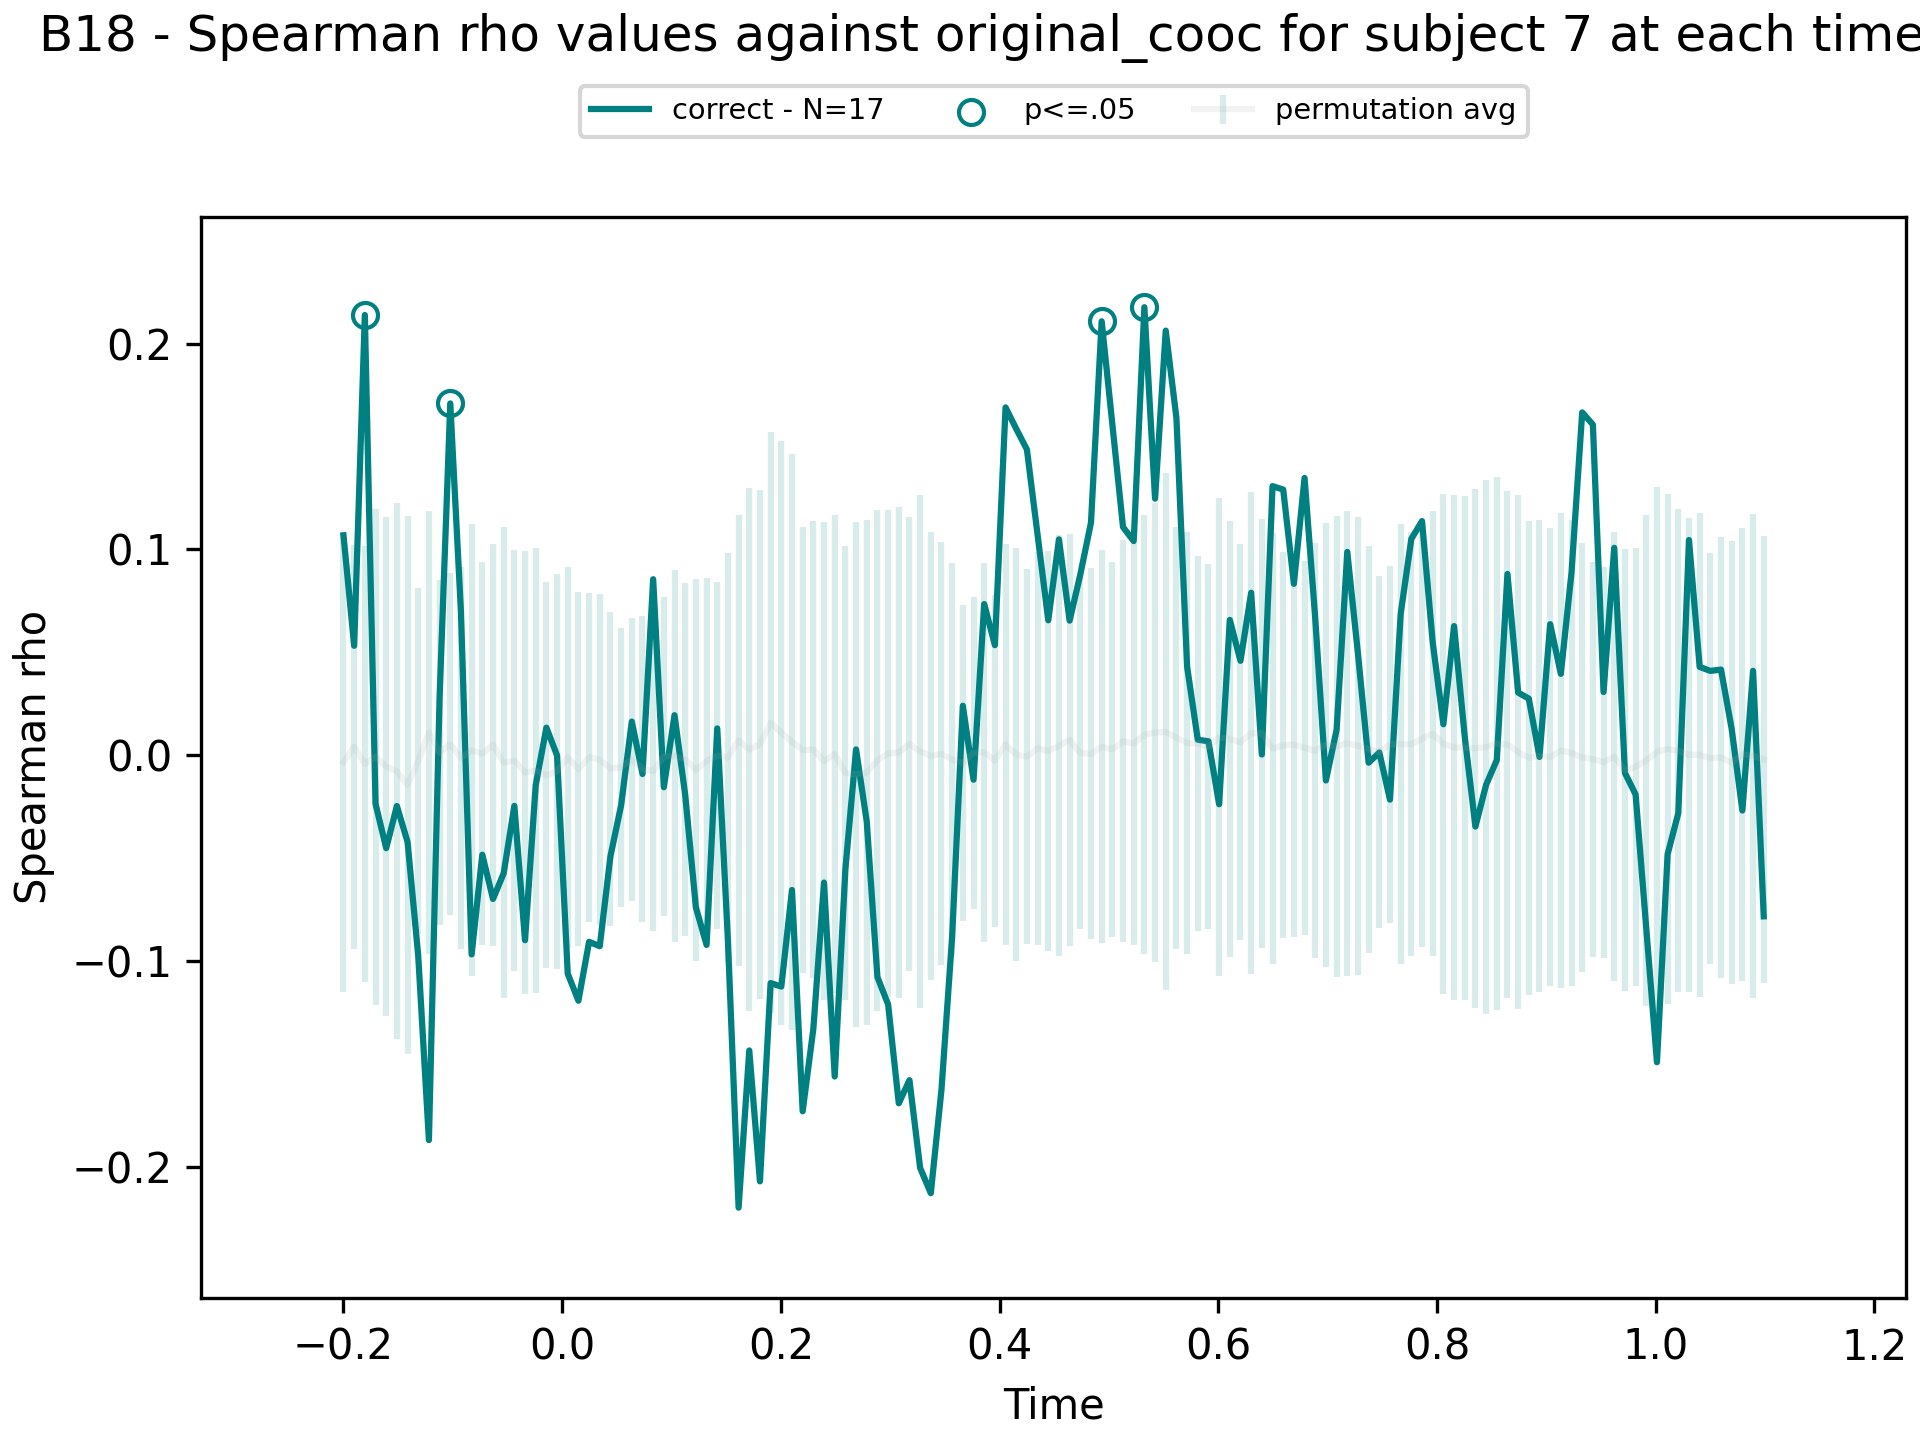 B18 - Spearman rho values against original_cooc for subject 7 at each time
correct - N=17 p<=.05 permutation avg
Spearman rho
0.2
0.1
0.0
−0.1
−0.2
−0.2 0.0 0.2 0.4 0.6 0.8 1.0 1.2
Time